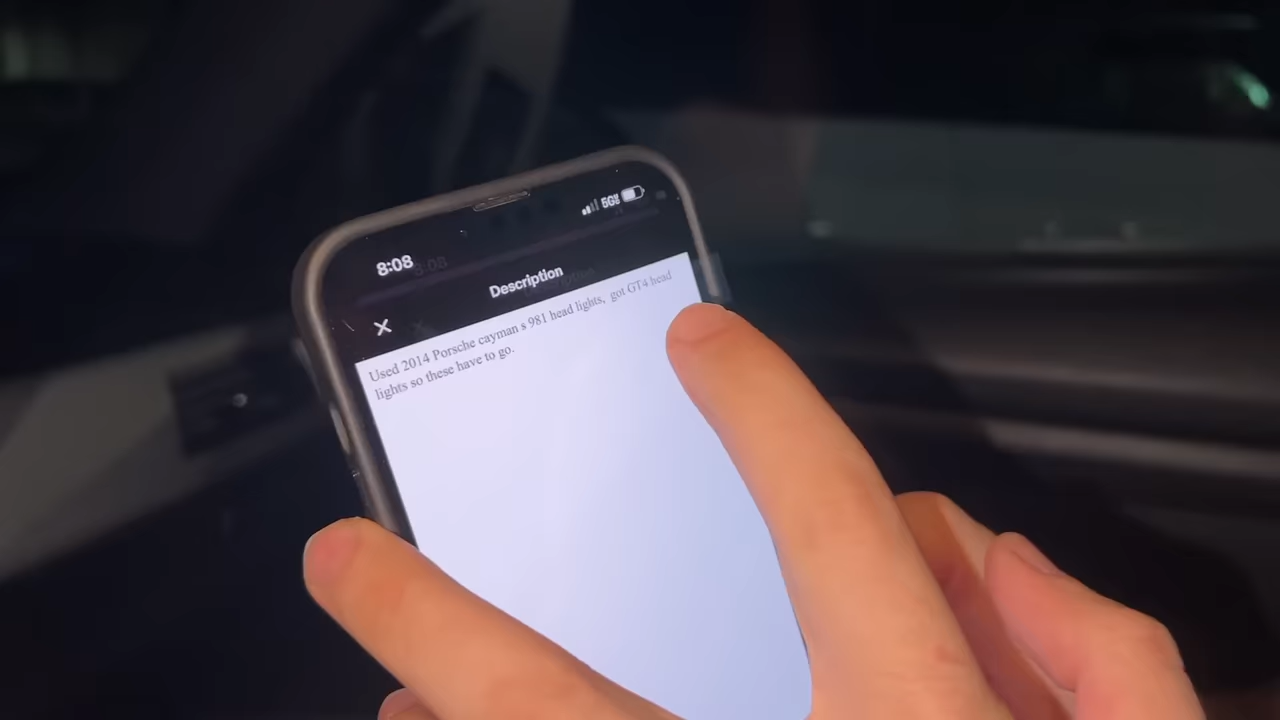 8:08 5G
Description
Used 2014 Porsche cayman s 981 head lights, got GT4 head
lights so these have to go.